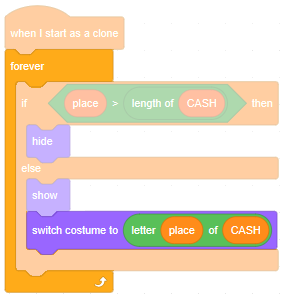 when I start as a clone
forever
if place > length of CASH then
hide
else
show
switch costume to letter place of CASH